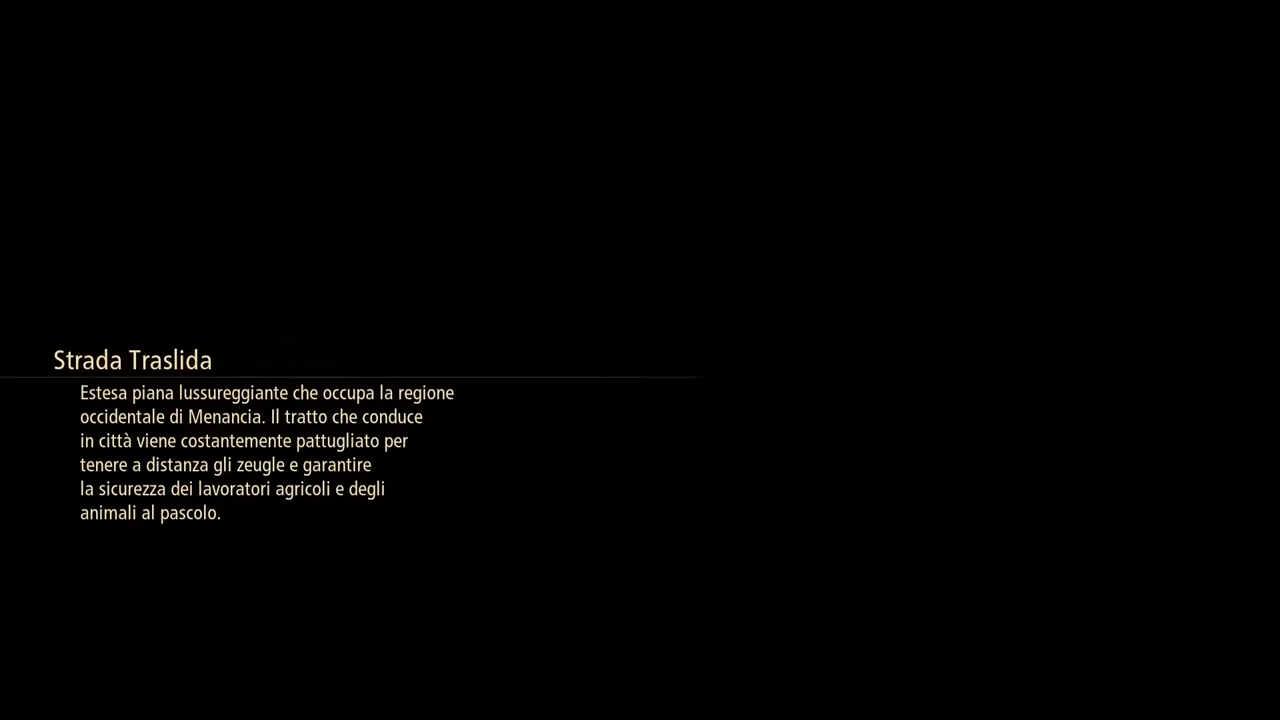 Strada Traslida
Estesa piana lussureggiante che occupa la regione
occidentale di Menancia. Il tratto che conduce
in città viene costantemente pattugliato per
tenere a distanza gli zeugle e garantire
la sicurezza dei lavoratori agricoli e degli
animali al pascolo.